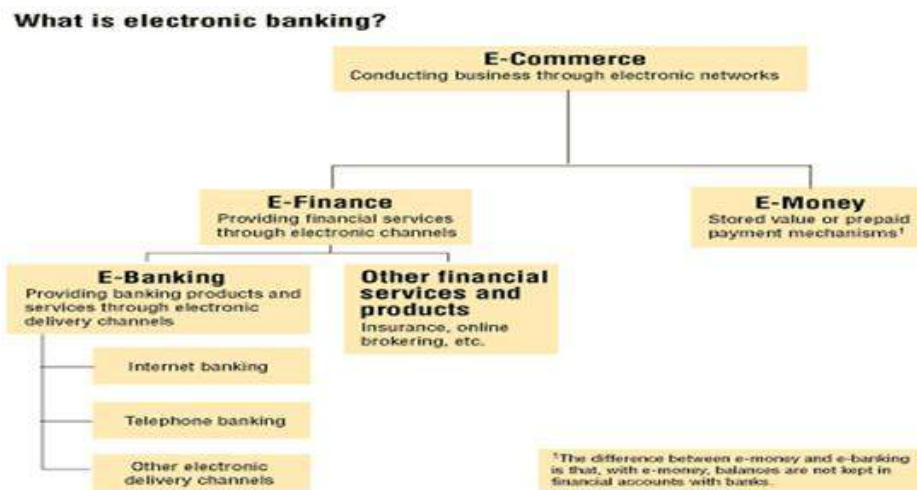 What is electronic banking?
E-Commerce
Conducting business through electronic networks
E-Finance
Providing financial services
through electronic channels
E-Money
Stored value or prepaid
payment mechanisms¹
E-Banking
Providing banking products and
services through electronic
delivery channels
Other financial
services and
products
Insurance, online
brokering, etc.
Internet banking
Telephone banking
Other electronic
delivery channels
¹The difference between e-money and e-banking
is that, with e-money, balances are not kept in
financial accounts with banks.